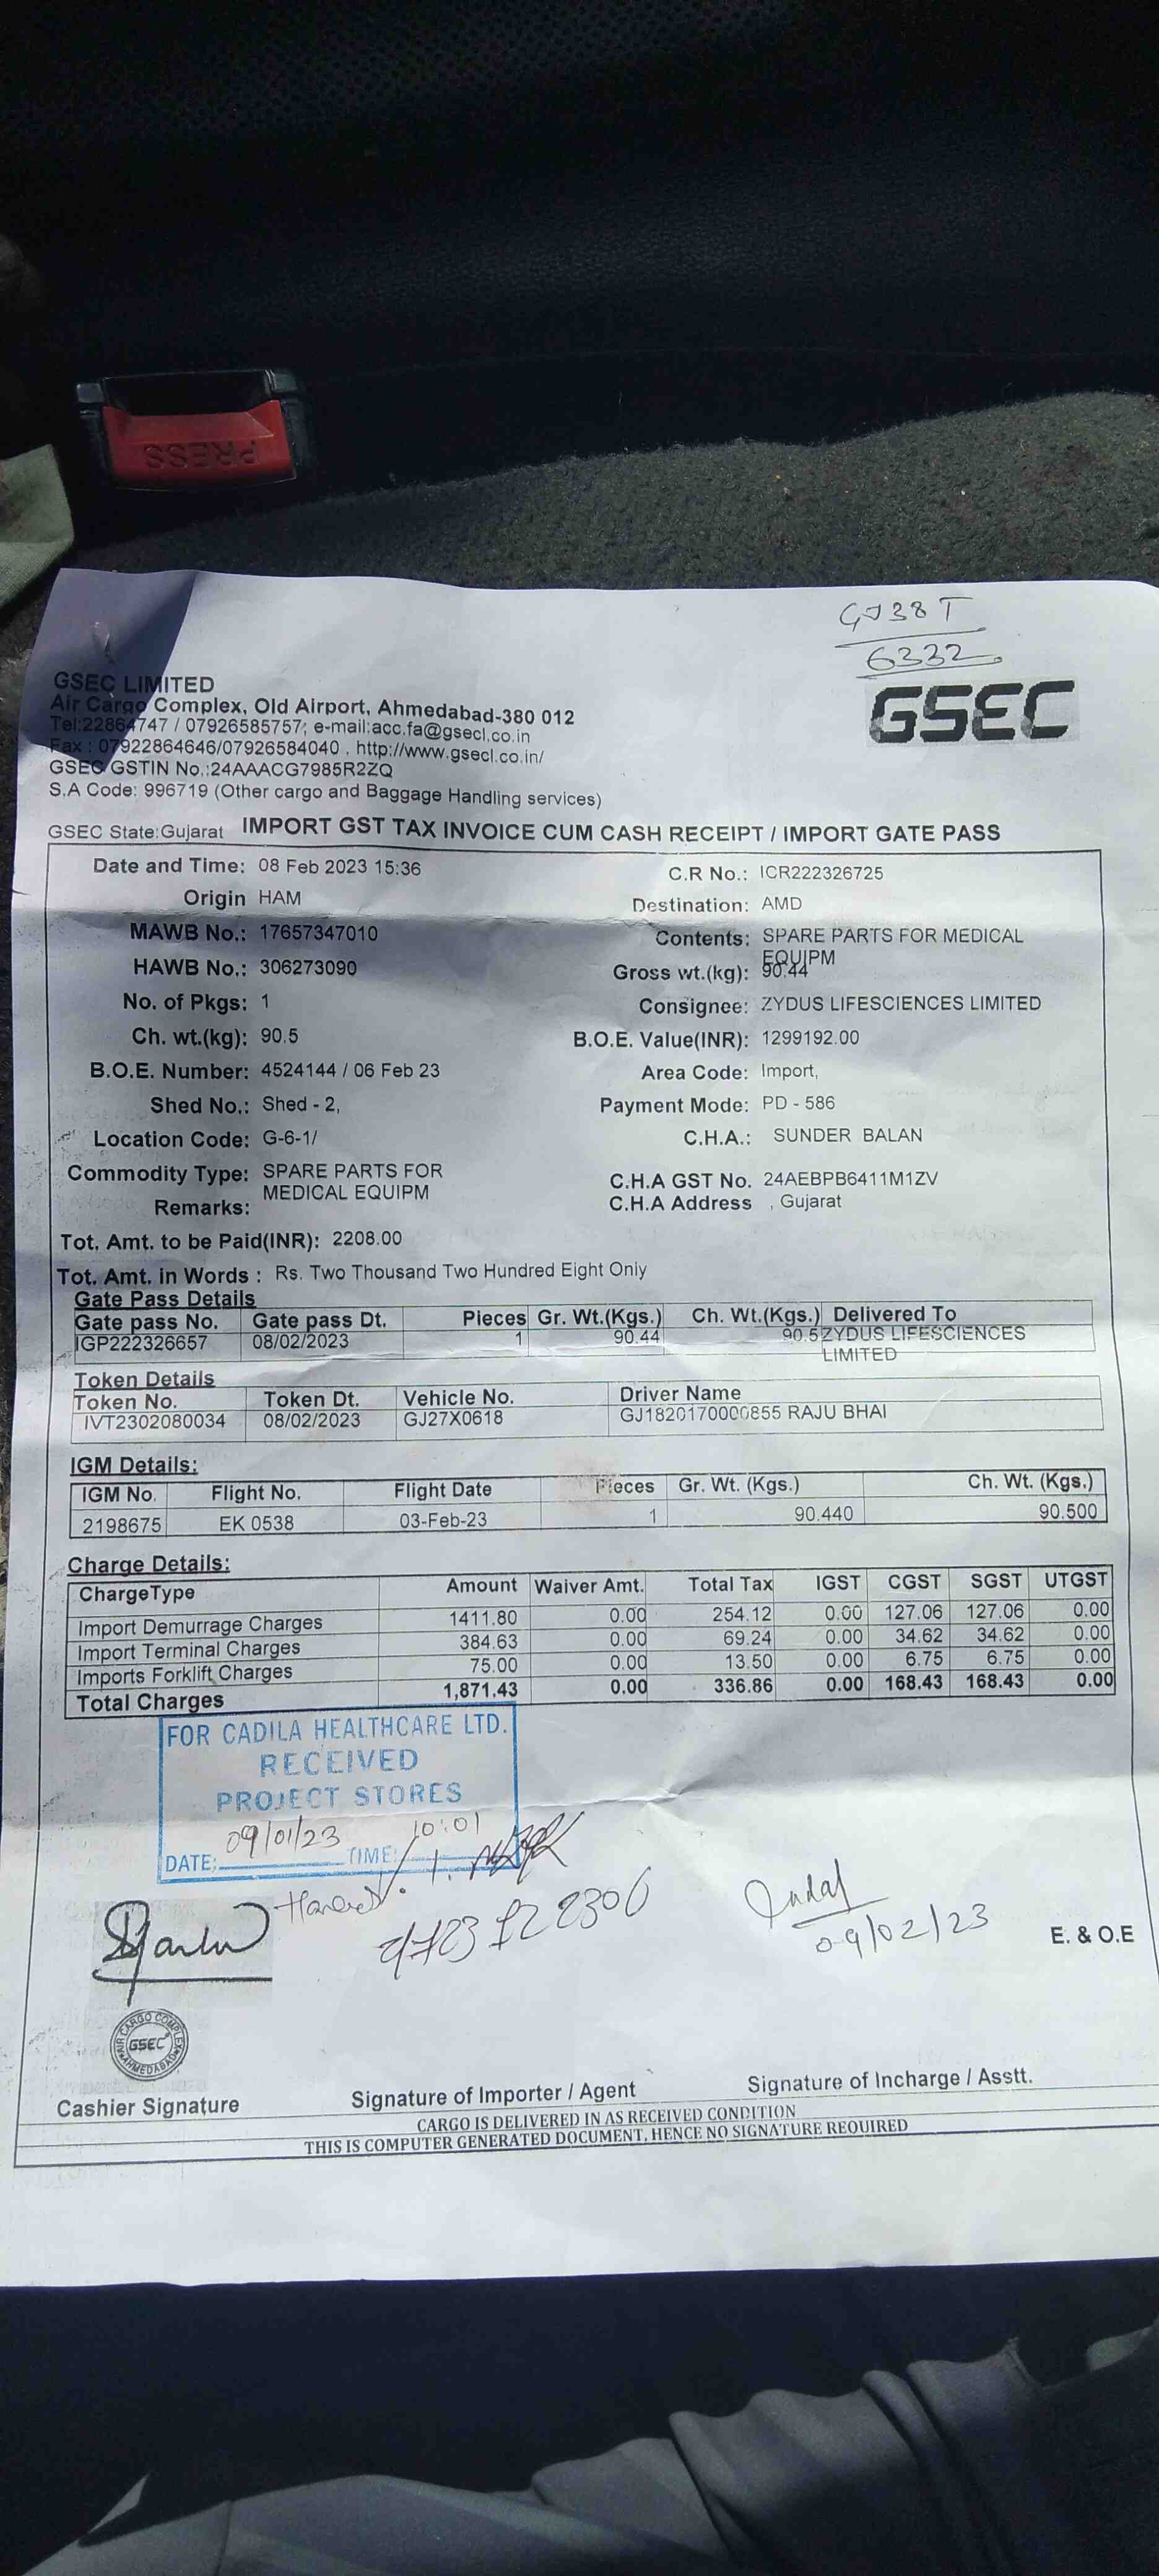 PRESS
GJ38T
6332
GSEC LIMITED
GSEC
Air Cargo Complex, Old Airport, Ahmedabad-380 012
Tel:22864747 / 07926585757; e-mail:acc.fa@gsecl.co.in
Fax : 07922864646/07926584040 , http://www.gsecl.co.in/
GSEC GSTIN No.:24AAACG7985R2ZQ
S.A Code: 996719 (Other cargo and Baggage Handling services)
GSEC State:Gujarat IMPORT GST TAX INVOICE CUM CASH RECEIPT / IMPORT GATE PASS
Date and Time: 08 Feb 2023 15:36 C.R No.: ICR222326725
Origin HAM Destination: AMD
MAWB No.: 17657347010 Contents: SPARE PARTS FOR MEDICAL EQUIPM
HAWB No.: 306273090 Gross wt.(kg): 90.44
No. of Pkgs: 1 Consignee: ZYDUS LIFESCIENCES LIMITED
Ch. wt.(kg): 90.5 B.O.E. Value(INR): 1299192.00
B.O.E. Number: 4524144 / 06 Feb 23 Area Code: Import,
Shed No.: Shed - 2, Payment Mode: PD - 586
Location Code: G-6-1/ C.H.A.: SUNDER BALAN
Commodity Type: SPARE PARTS FOR C.H.A GST No. 24AEBPB6411M1ZV
MEDICAL EQUIPM
Remarks: C.H.A Address , Gujarat
Tot. Amt. to be Paid(INR): 2208.00
Tot. Amt. in Words : Rs. Two Thousand Two Hundred Eight Only
Gate Pass Details
Gate pass No. Gate pass Dt. Pieces Gr. Wt.(Kgs.) Ch. Wt.(Kgs.) Delivered To
IGP222326657 08/02/2023 1 90.44 90.5 ZYDUS LIFESCIENCES
LIMITED
Token Details
Token No. Token Dt. Vehicle No. Driver Name
IVT2302080034 08/02/2023 GJ27X0618 GJ1820170000855 RAJU BHAI
IGM Details:
IGM No. Flight No. Flight Date Pieces Gr. Wt. (Kgs.) Ch. Wt. (Kgs.)
2198675 EK 0538 03-Feb-23 1 90.440 90.500
Charge Details:
ChargeType Amount Waiver Amt. Total Tax IGST CGST SGST UTGST
Import Demurrage Charges 1411.80 0.00 254.12 0.00 127.06 127.06 0.00
Import Terminal Charges 384.63 0.00 69.24 0.00 34.62 34.62 0.00
Imports Forklift Charges 75.00 0.00 13.50 0.00 6.75 6.75 0.00
Total Charges 1,871.43 0.00 336.86 0.00 168.43 168.43 0.00
FOR CADILA HEALTHCARE LTD.
RECEIVED
PROJECT STORES
09/01/23 10:01
DATE: TIME:
09/02/23
E. & O.E
AIR CARGO COMPLEX
GSEC
AHMEDABAD
Cashier Signature Signature of Importer / Agent Signature of Incharge / Asstt.
CARGO IS DELIVERED IN AS RECEIVED CONDITION
THIS IS COMPUTER GENERATED DOCUMENT, HENCE NO SIGNATURE REQUIRED